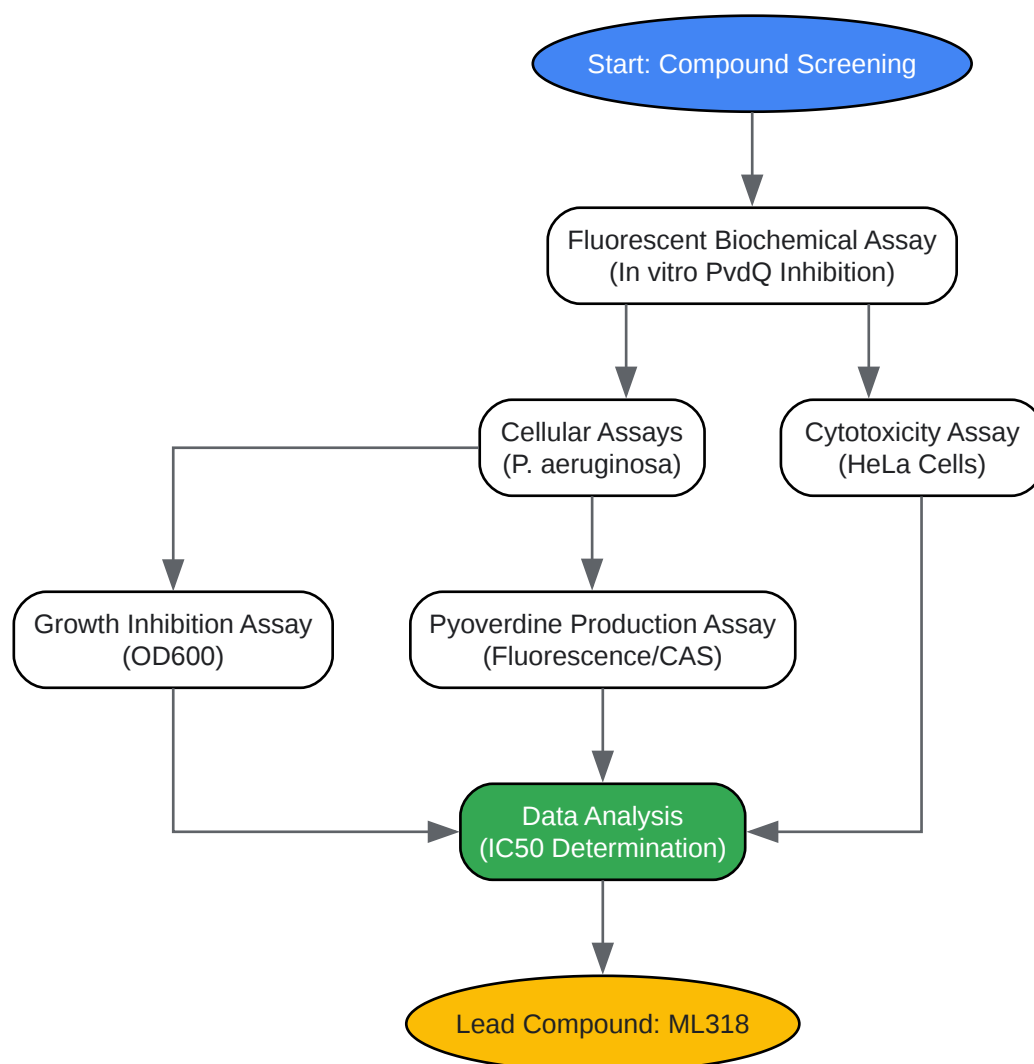 Start: Compound Screening
Fluorescent Biochemical Assay
(In vitro PvdQ Inhibition)
Cellular Assays
(P. aeruginosa)
Cytotoxicity Assay
(HeLa Cells)
Growth Inhibition Assay
(OD600)
Pyoverdine Production Assay
(Fluorescence/CAS)
Data Analysis
(IC50 Determination)
Lead Compound: ML318